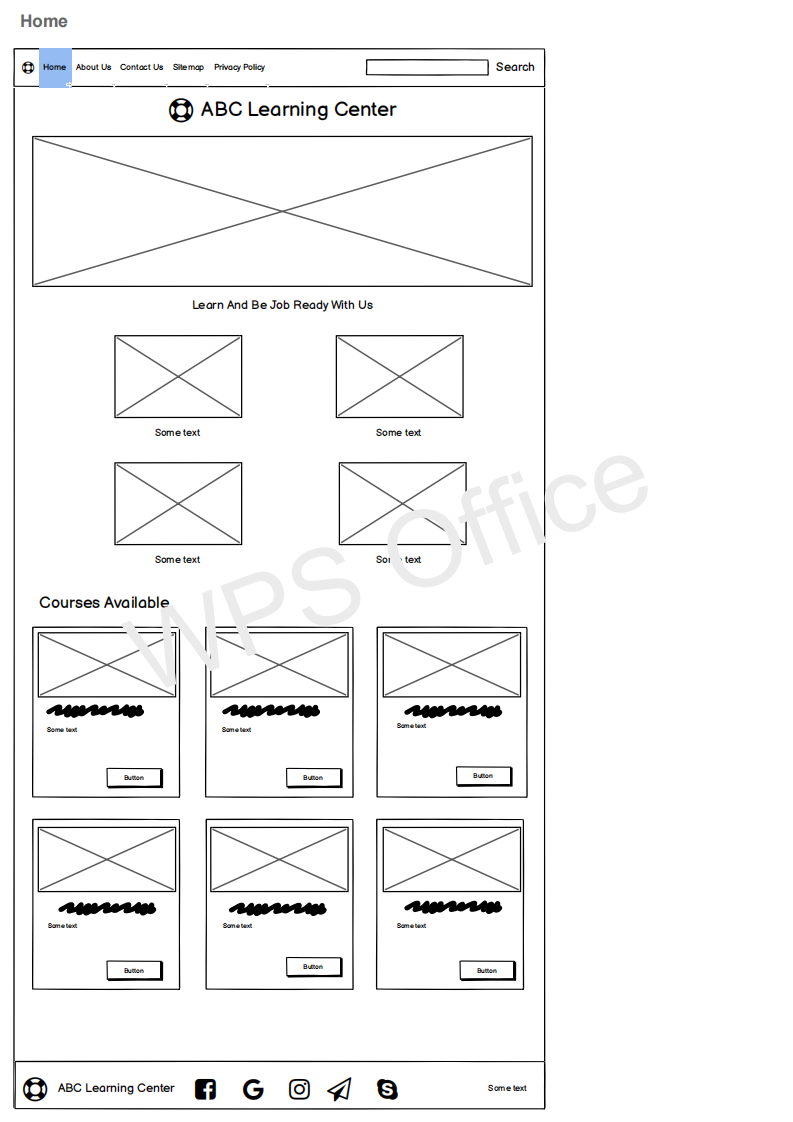 Home
Home About Us Contact Us Sitemap Privacy Policy Search
ABC Learning Center
Learn And Be Job Ready With Us
Some text Some text
Some text Some text
Courses Available
WPS Office
Some text Some text Some text
Button Button Button
Some text Some text Some text
Button Button Button
ABC Learning Center Some text